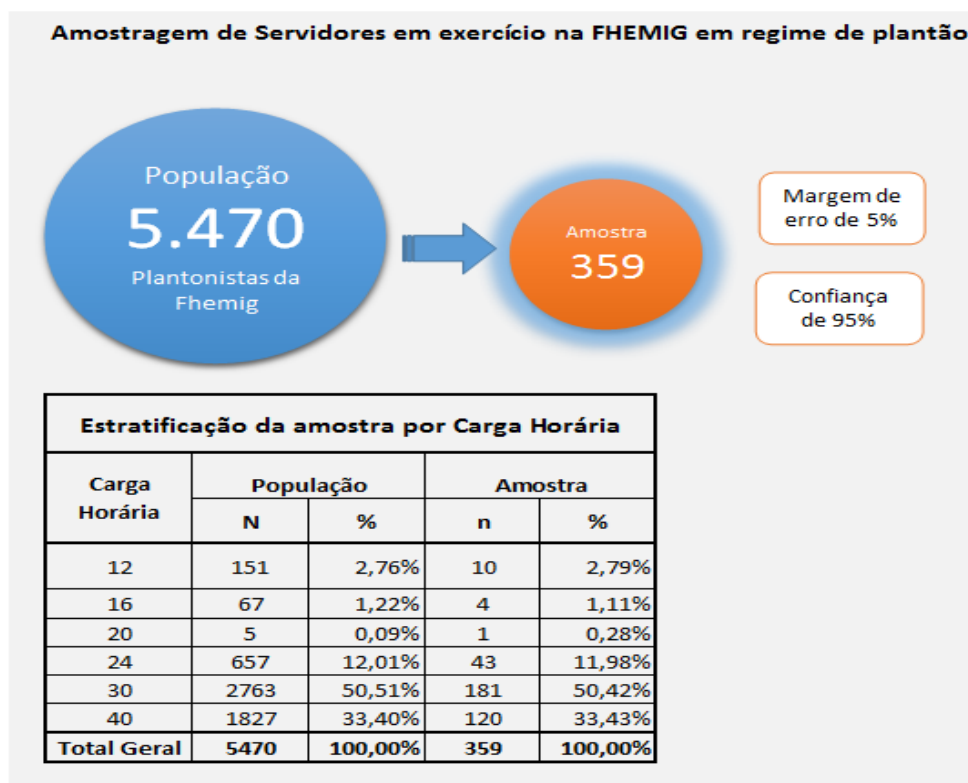 Amostragem de Servidores em exercício na FHEMIG em regime de plantão
População
5.470
Plantonistas da
Fhemig
Amostra
359
Margem de
erro de 5%
Confiança
de 95%
Estratificação da amostra por Carga Horária
Carga Horária População Amostra
N % n %
12 151 2,76% 10 2,79%
16 67 1,22% 4 1,11%
20 5 0,09% 1 0,28%
24 657 12,01% 43 11,98%
30 2763 50,51% 181 50,42%
40 1827 33,40% 120 33,43%
Total Geral 5470 100,00% 359 100,00%